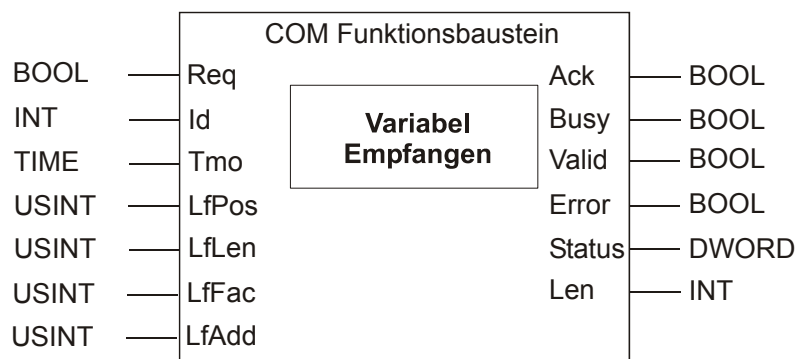 COM Funktionsbaustein
Variabel
Empfangen
BOOL Req Ack BOOL
INT Id Busy BOOL
TIME Tmo Valid BOOL
USINT LfPos Error BOOL
USINT LfLen Status DWORD
USINT LfFac Len INT
USINT LfAdd